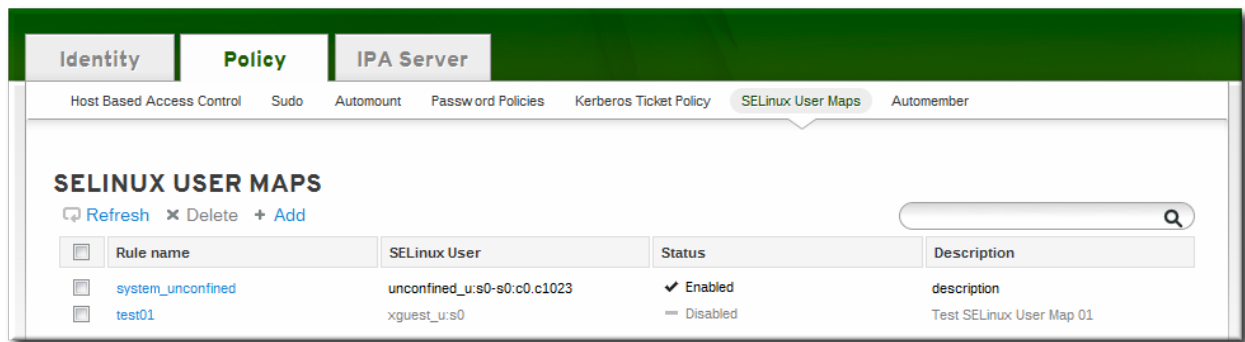 Identity Policy IPA Server
Host Based Access Control Sudo Automount Password Policies Kerberos Ticket Policy SELinux User Maps Automember
SELINUX USER MAPS
Refresh Delete Add
Rule name SELinux User Status Description
system_unconfined unconfined_u:s0-s0:c0.c1023 Enabled description
test01 xguest_u:s0 Disabled Test SELinux User Map 01